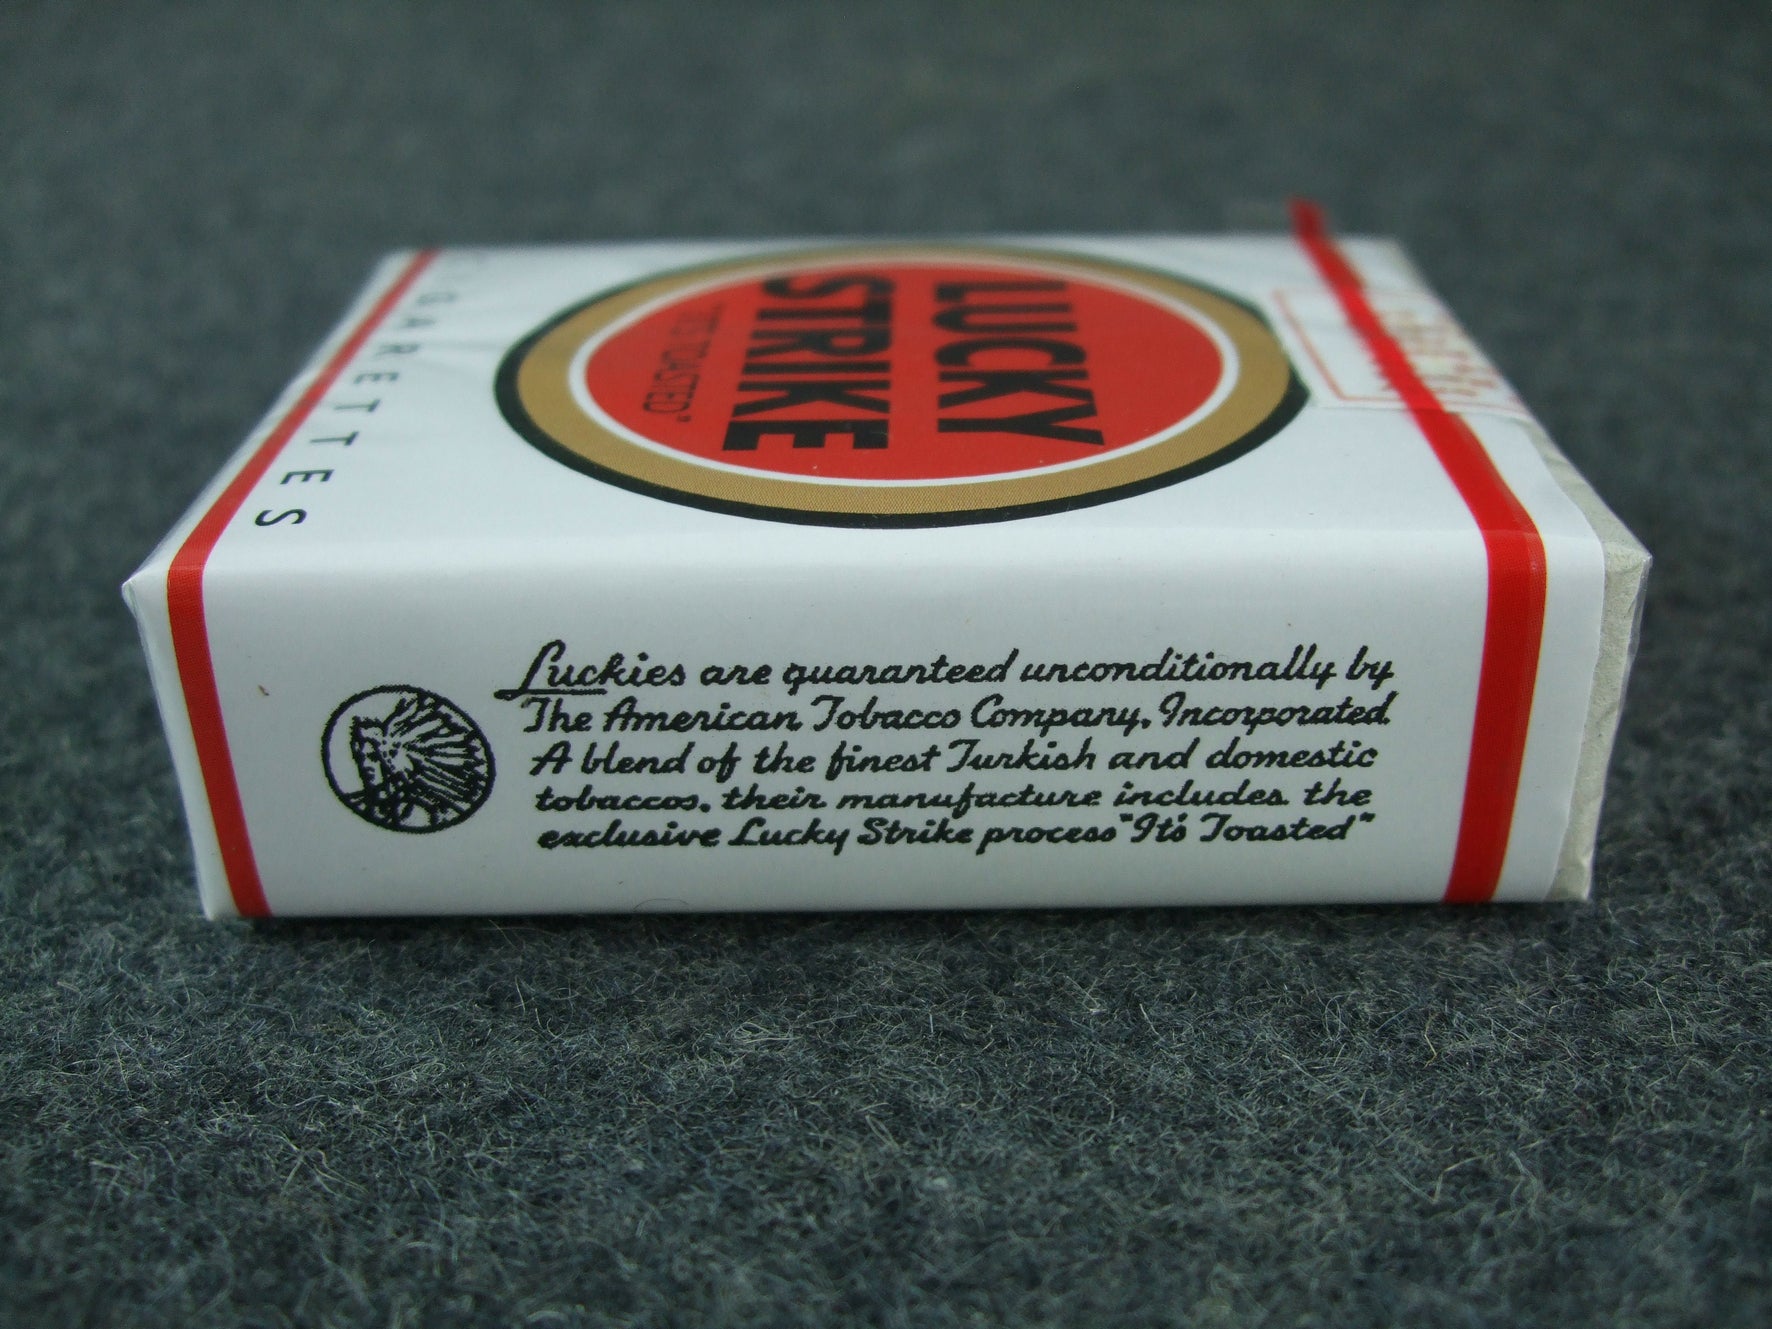 LUCKY
STRIKE
"IT'S TOASTED"
CIGARETTES
Luckies are guaranteed unconditionally by
The American Tobacco Company, Incorporated.
A blend of the finest Turkish and domestic
tobaccos, their manufacture includes the
exclusive Lucky Strike process "It's Toasted"